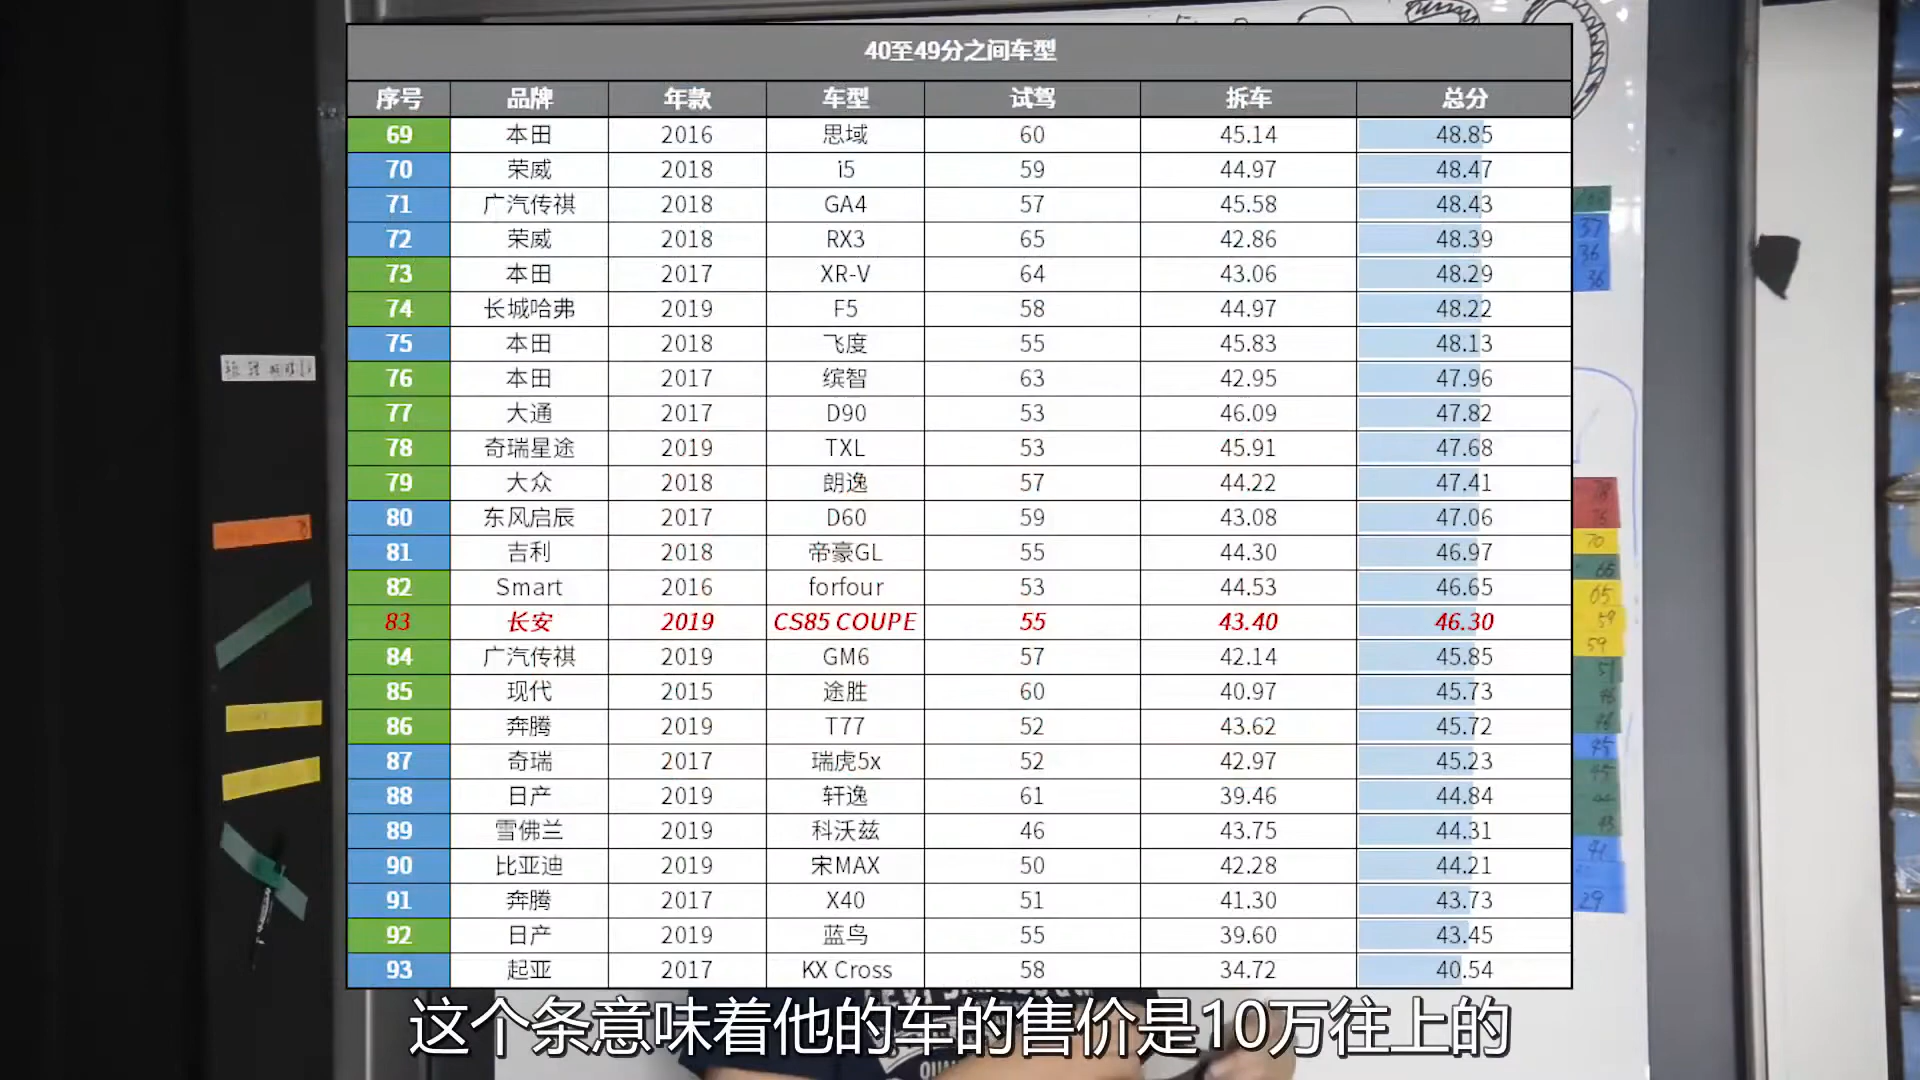 40至49分之间车型
序号 品牌 年款 车型 试驾 拆车 总分
69 本田 2016 思域 60 45.14 48.85
70 荣威 2018 i5 59 44.97 48.47
71 广汽传祺 2018 GA4 57 45.58 48.43
72 荣威 2018 RX3 65 42.86 48.39
73 本田 2017 XR-V 64 43.06 48.29
74 长城哈弗 2019 F5 58 44.97 48.22
75 本田 2018 飞度 55 45.83 48.13
76 本田 2017 缤智 63 42.95 47.96
77 大通 2017 D90 53 46.09 47.82
78 奇瑞星途 2019 TXL 53 45.91 47.68
79 大众 2018 朗逸 57 44.22 47.41
80 东风启辰 2017 D60 59 43.08 47.06
81 吉利 2018 帝豪GL 55 44.30 46.97
82 Smart 2016 forfour 53 44.53 46.65
83 长安 2019 CS85 COUPE 55 43.40 46.30
84 广汽传祺 2019 GM6 57 42.14 45.85
85 现代 2015 途胜 60 40.97 45.73
86 奔腾 2019 T77 52 43.62 45.72
87 奇瑞 2017 瑞虎5x 52 42.97 45.23
88 日产 2019 轩逸 61 39.46 44.84
89 雪佛兰 2019 科沃兹 46 43.75 44.31
90 比亚迪 2019 宋MAX 50 42.28 44.21
91 奔腾 2017 X40 51 41.30 43.73
92 日产 2019 蓝鸟 55 39.60 43.45
93 起亚 2017 KX Cross 58 34.72 40.54
37
36
36
70
65
65
59
59
29
这个条意味着他的车的售价是10万往上的